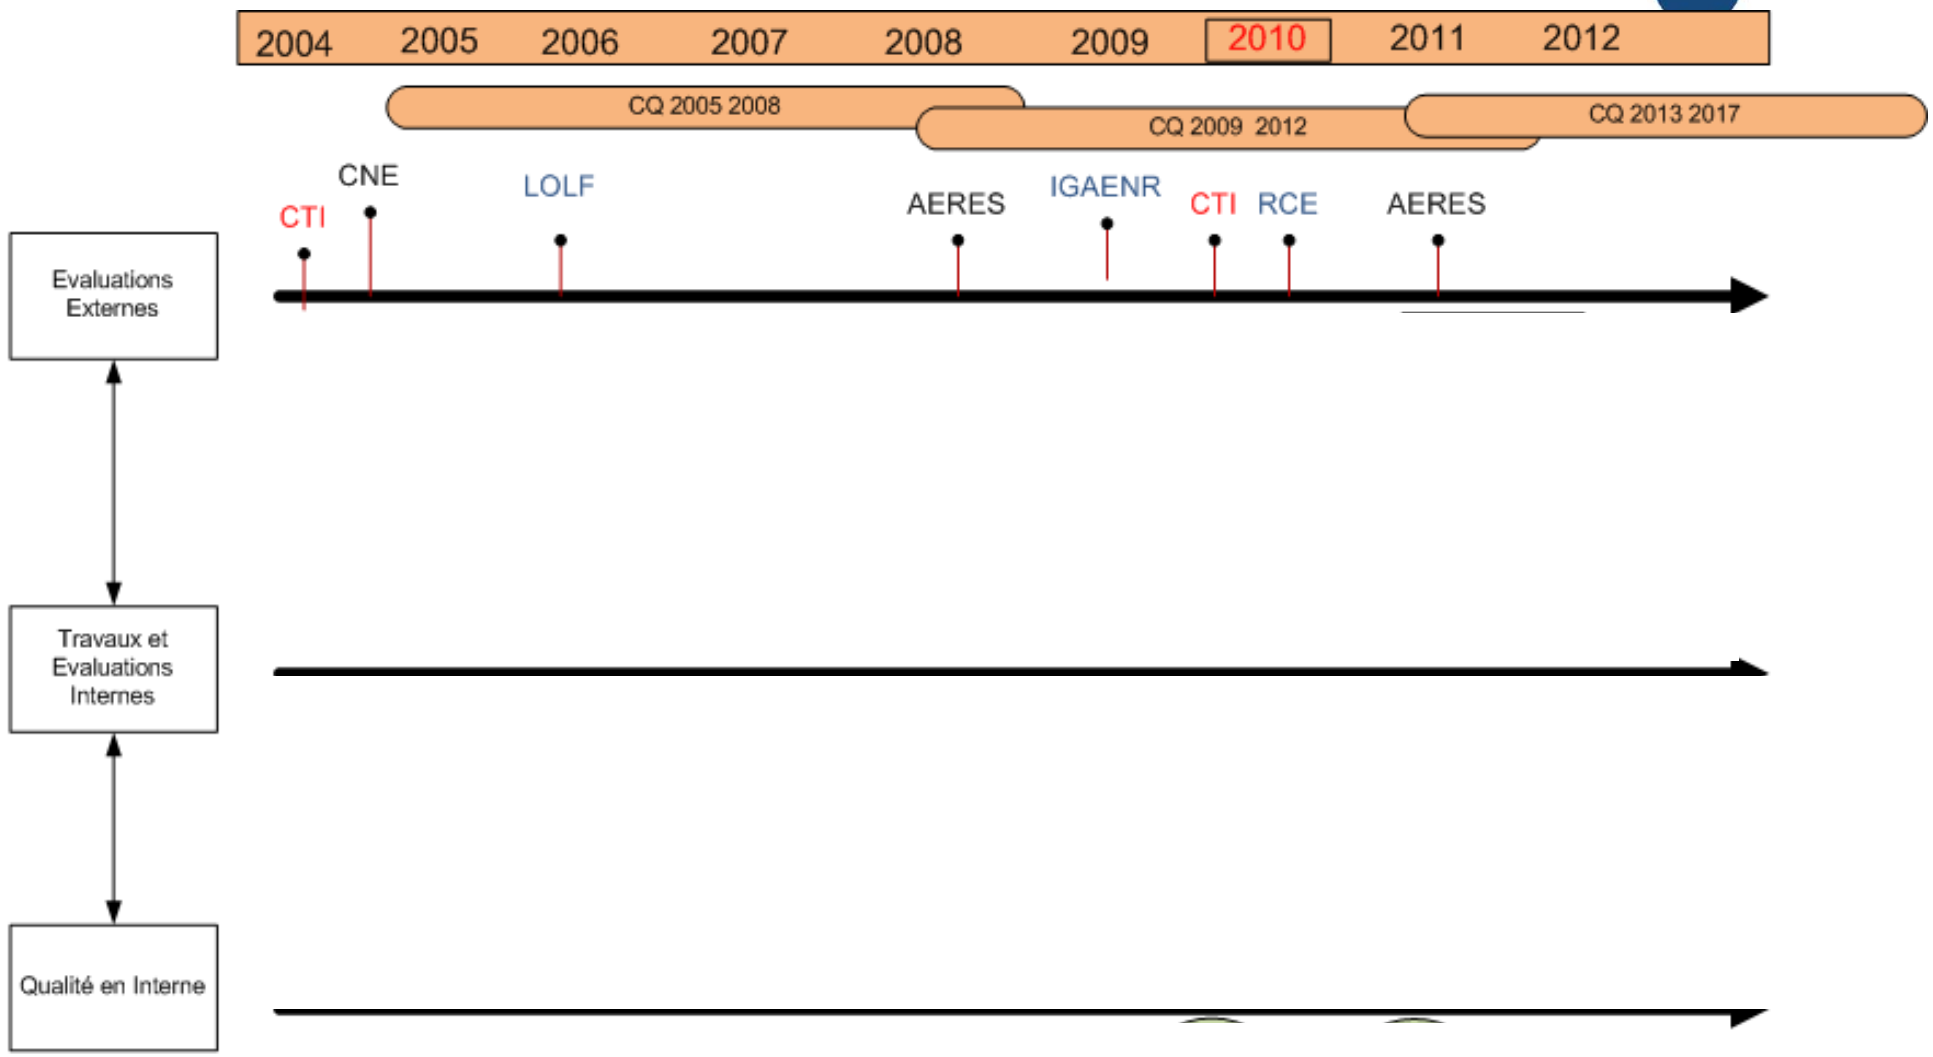 2004 2005 2006 2007 2008 2009 2010 2011 2012
CQ 2005 2008
CQ 2009 2012
CQ 2013 2017
CTI
CNE
LOLF
AERES
IGAENR
CTI
RCE
AERES
Evaluations
Externes
Travaux et
Evaluations
Internes
Qualité en Interne